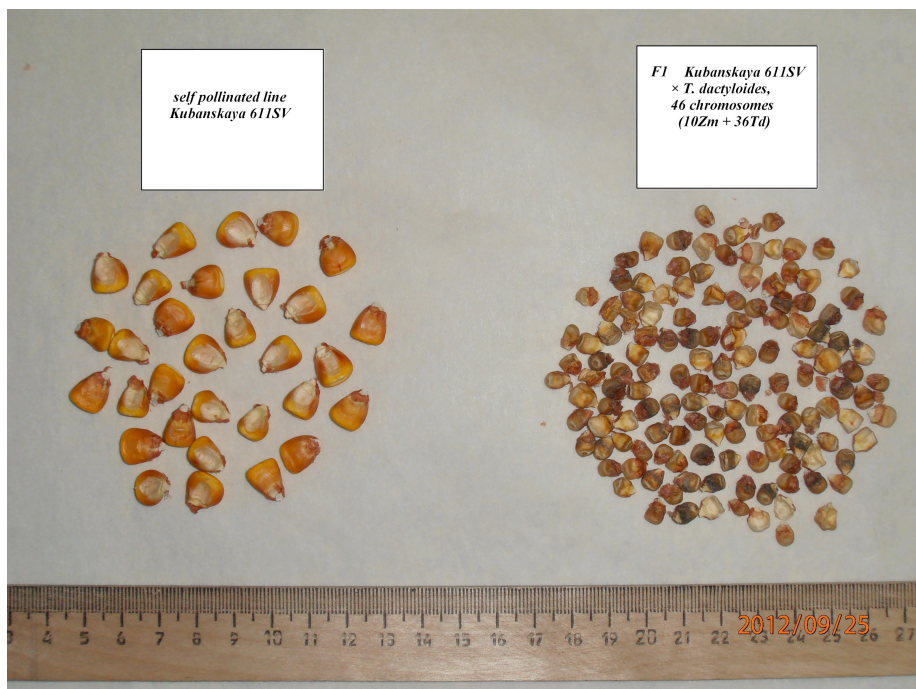 self pollinated line
Kubanskaya 611SV
F1 Kubanskaya 611SV
× T. dactyloides,
46 chromosomes
(10Zm + 36Td)
3 4 5 6 7 8 9 10 11 12 13 14 15 16 17 18 19 20 21 22 23 24 25 26 27
2012/09/25